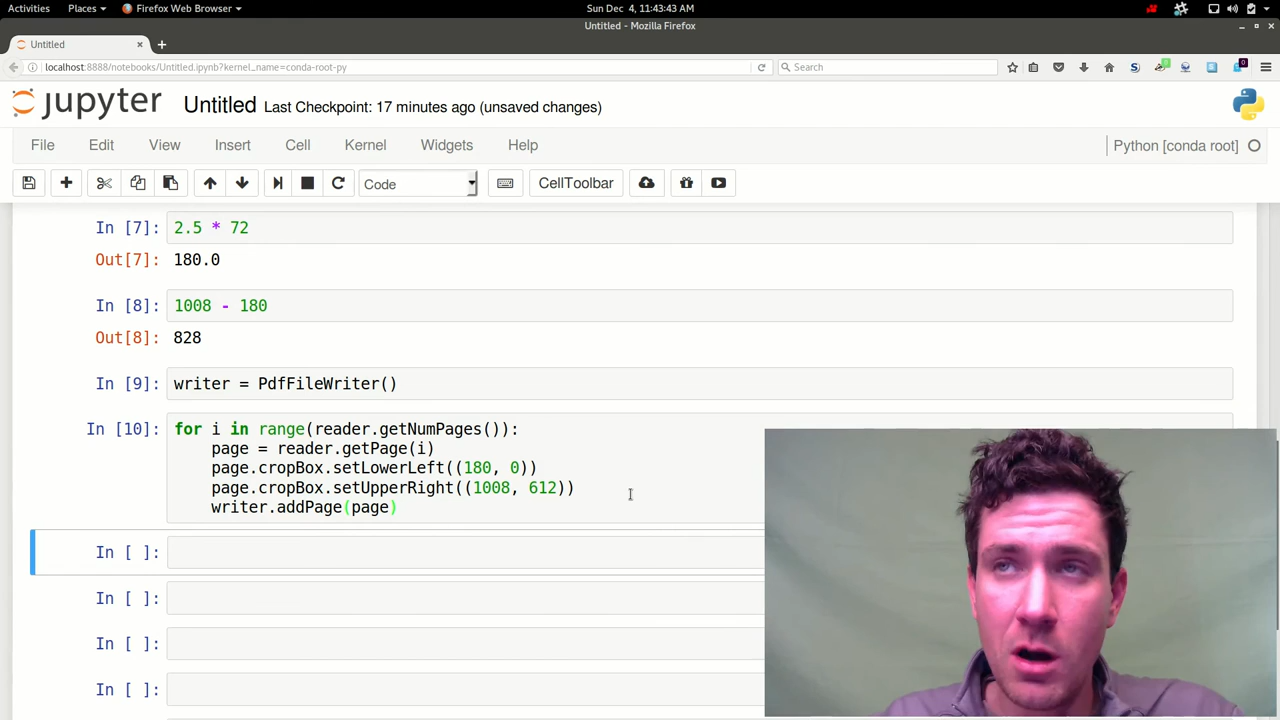 Activities Places Firefox Web Browser Sun Dec 4, 11:43:43 AM
Untitled - Mozilla Firefox
Untitled
localhost:8888/notebooks/Untitled.ipynb?kernel_name=conda-root-py Search
jupyter Untitled Last Checkpoint: 17 minutes ago (unsaved changes)
File Edit View Insert Cell Kernel Widgets Help Python [conda root]
Code CellToolbar
In [7]: 2.5 * 72
Out[7]: 180.0
In [8]: 1008 - 180
Out[8]: 828
In [9]: writer = PdfFileWriter()
In [10]: for i in range(reader.getNumPages()):
page = reader.getPage(i)
page.cropBox.setLowerLeft((180, 0))
page.cropBox.setUpperRight((1008, 612))
writer.addPage(page)
In [ ]:
In [ ]:
In [ ]:
In [ ]: